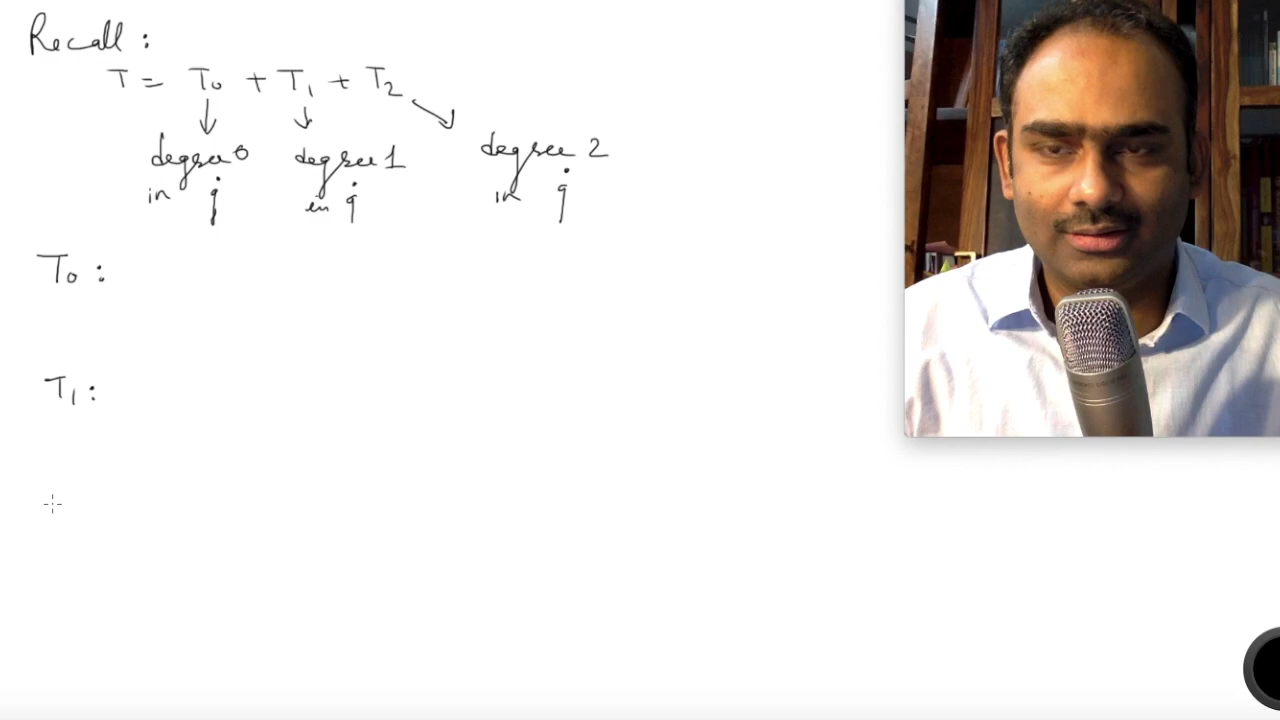 Recall :
T = T₀ + T₁ + T₂
degree 0 degree 1 degree 2
in q̇ in q̇ in q̇
T₀ :
T₁ :